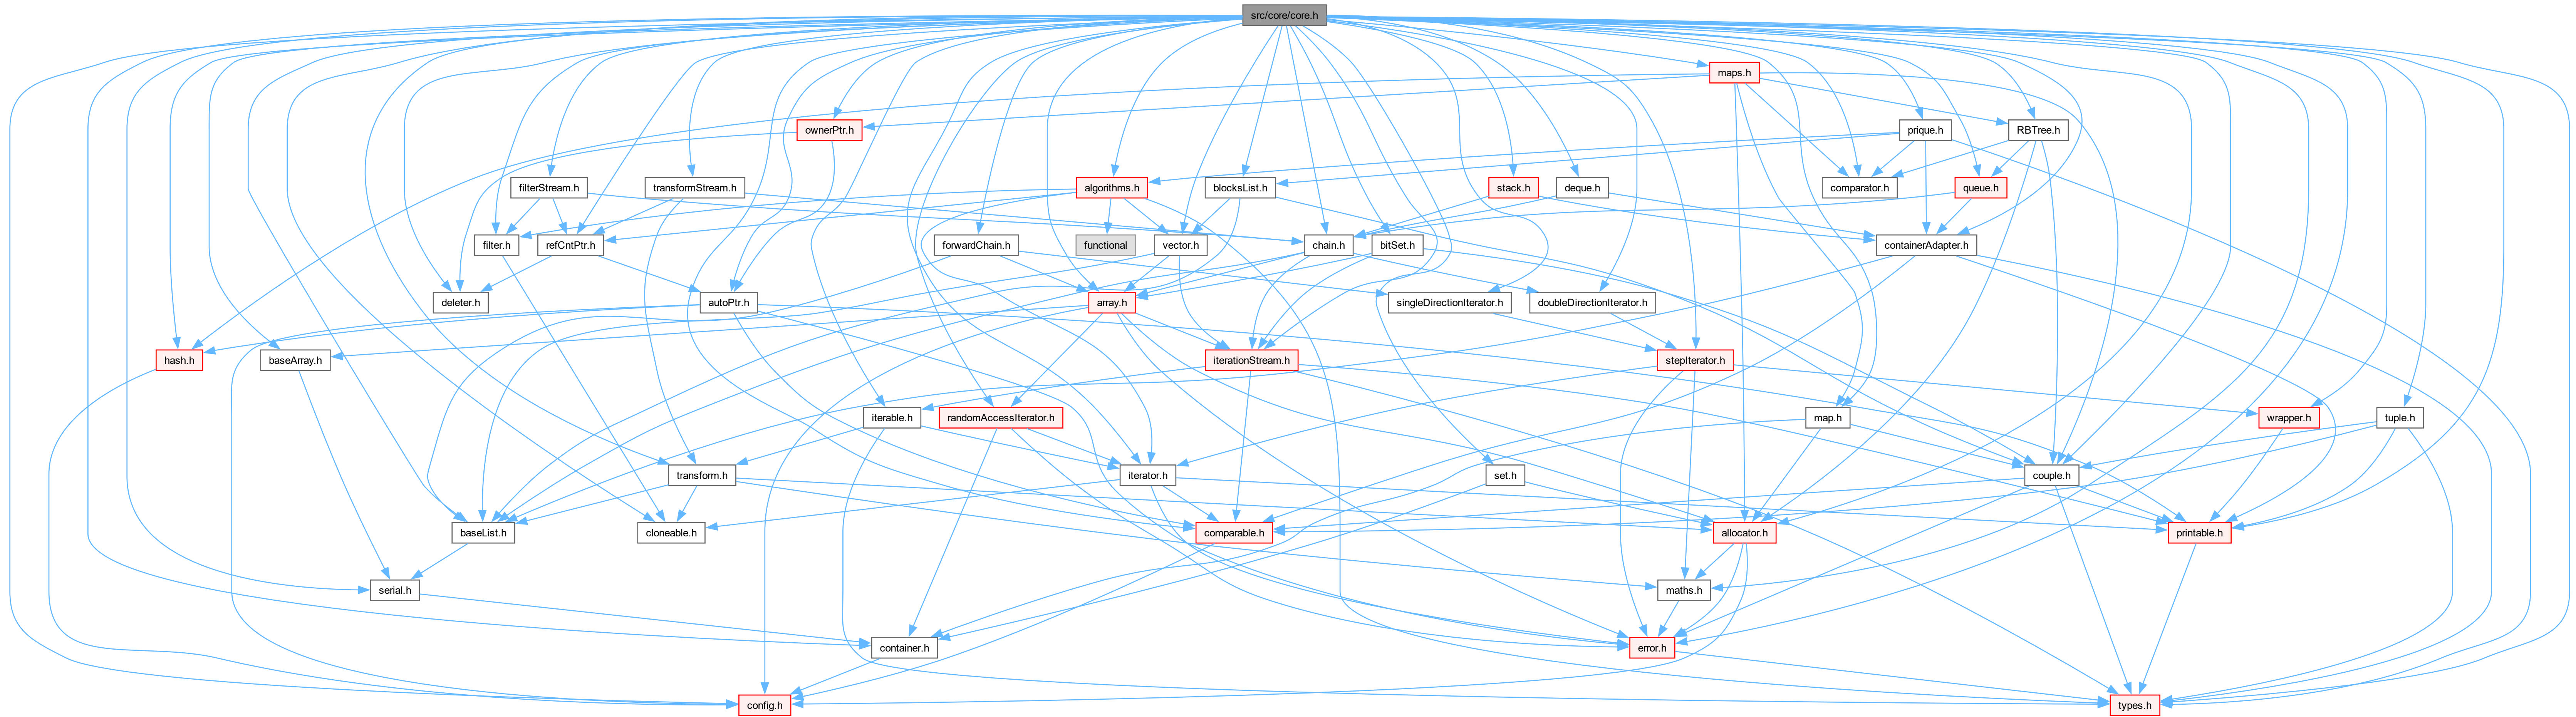 src/core/core.h
maps.h
ownerPtr.h
prique.h
RBTree.h
filterStream.h
transformStream.h
algorithms.h
blocksList.h
stack.h
deque.h
comparator.h
queue.h
filter.h
refCntPtr.h
forwardChain.h
functional
vector.h
chain.h
bitSet.h
containerAdapter.h
deleter.h
autoPtr.h
array.h
singleDirectionIterator.h
doubleDirectionIterator.h
hash.h
baseArray.h
iterationStream.h
stepIterator.h
iterable.h
randomAccessIterator.h
map.h
wrapper.h
tuple.h
transform.h
iterator.h
set.h
couple.h
baseList.h
cloneable.h
comparable.h
allocator.h
printable.h
serial.h
maths.h
container.h
error.h
config.h
types.h